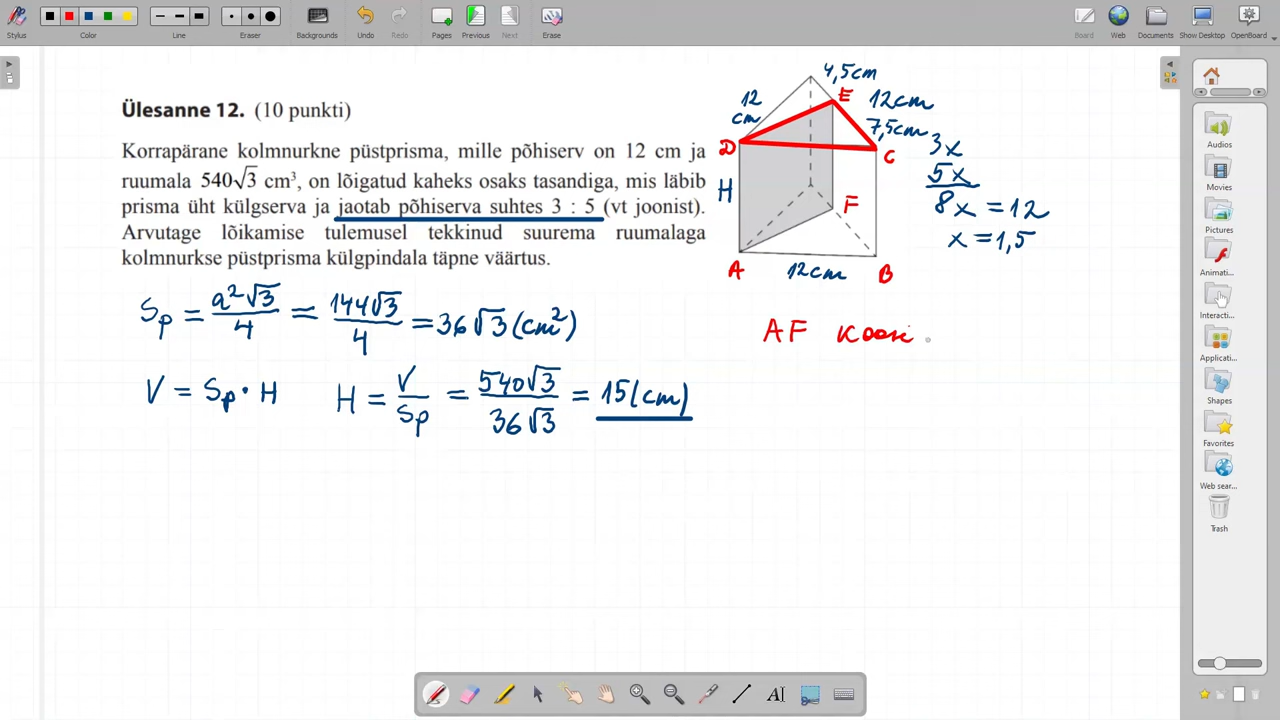 Stylus
Color
Line
Eraser
Backgrounds
Undo
Redo
Pages
Previous
Next
Erase
Board
Web
Documents
Show Desktop
OpenBoard
Ülesanne 12. (10 punkti)
Korrapärane kolmnurkne püstprisma, mille põhiserv on 12 cm ja
ruumala 540√3 cm³, on lõigatud kaheks osaks tasandiga, mis läbib
prisma üht külgserva ja jaotab põhiserva suhtes 3 : 5 (vt joonist).
Arvutage lõikamise tulemusel tekkinud suurema ruumalaga
kolmnurkse püstprisma külgpindala täpne väärtus.
Sp = a²√3/4 = 144√3/4 = 36√3 (cm²)
V = Sp · H H = V/Sp = 540√3/36√3 = 15 (cm)
4,5cm
12 cm
E 12cm
7,5cm
D C
H F
A 12cm B
3x
5x
8x = 12
x = 1,5
AF koosi
Audios
Movies
Pictures
Animati...
Interacti...
Applicati...
Shapes
Favorites
Web sear...
Trash